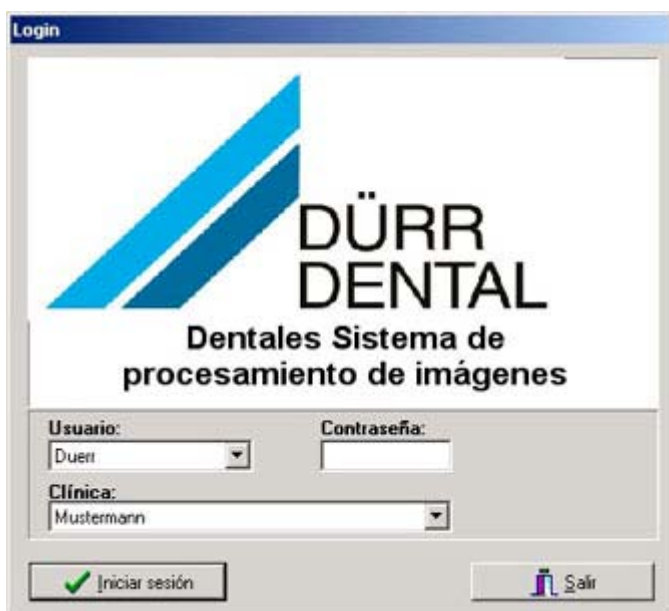 Login
DÜRR
DENTAL
Dentales Sistema de
procesamiento de imágenes
Usuario:
Contraseña:
Duerr
Clínica:
Mustermann
Iniciar sesión
Salir